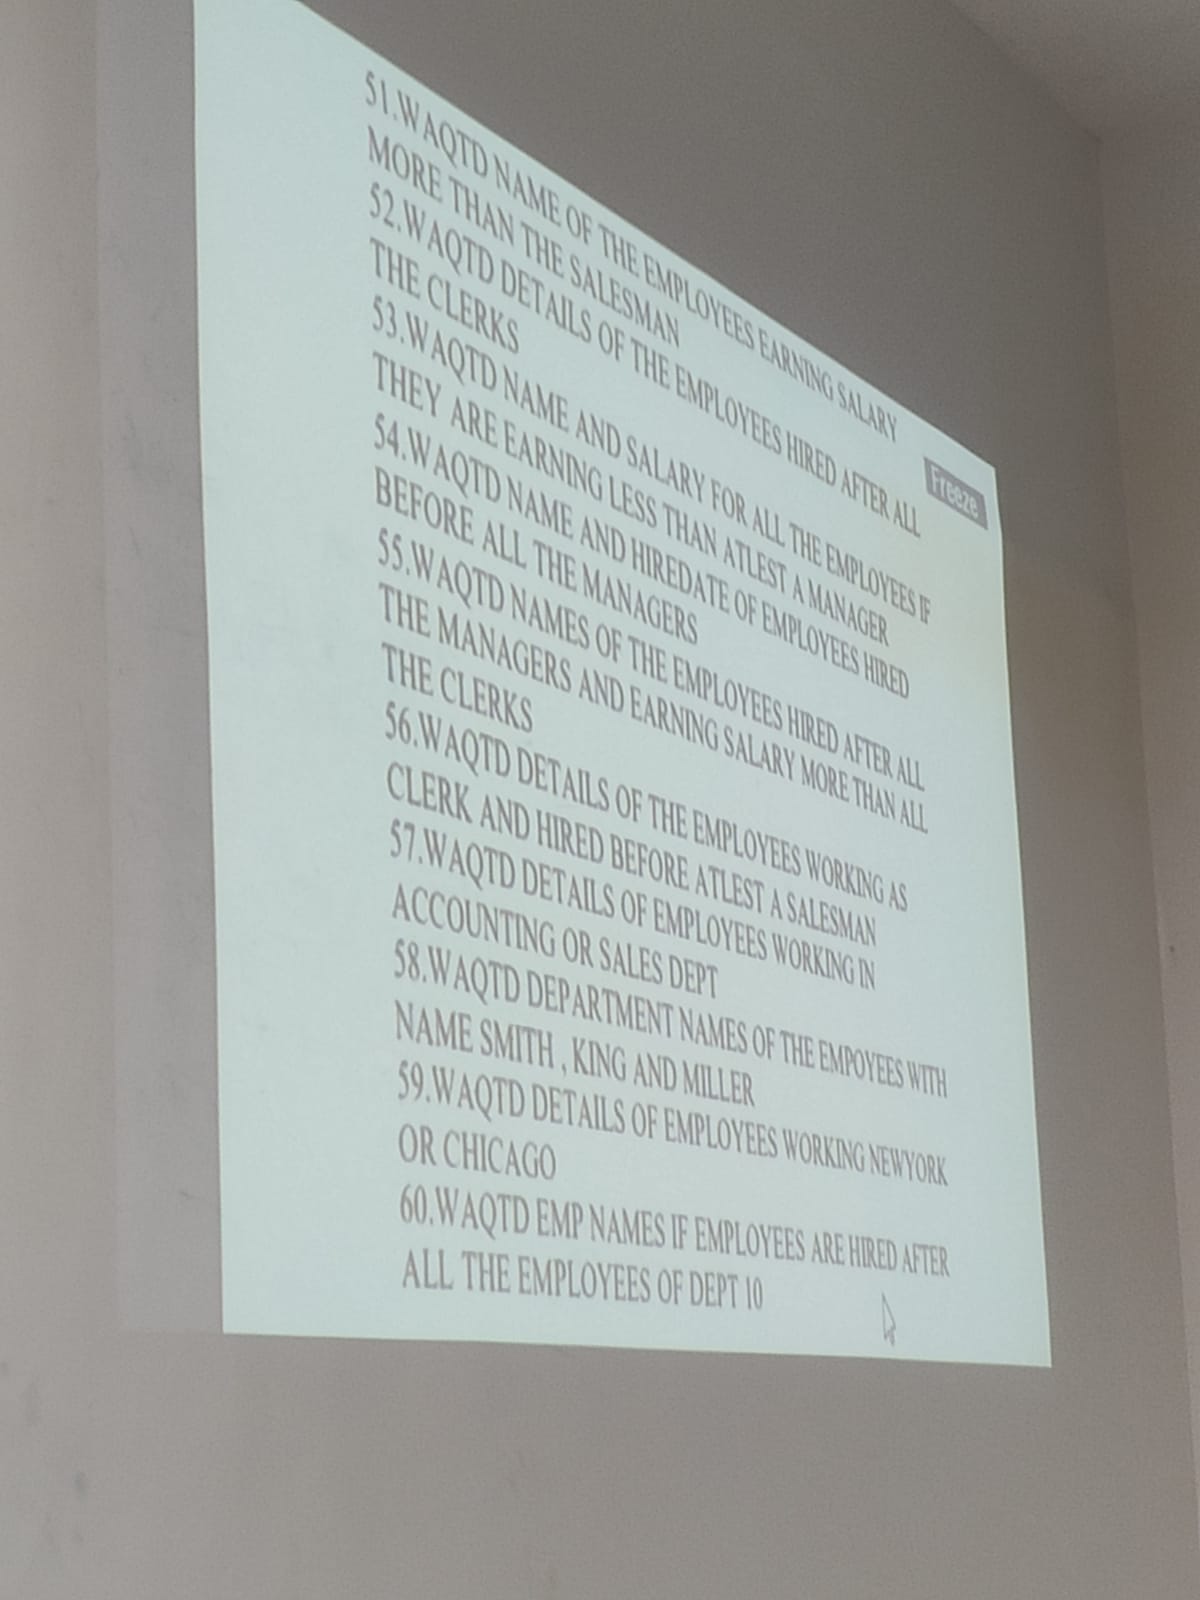 51.WAQTD NAME OF THE EMPLOYEES EARNING SALARY
MORE THAN THE SALESMAN
52.WAQTD DETAILS OF THE EMPLOYEES HIRED AFTER ALL
THE CLERKS
53.WAQTD NAME AND SALARY FOR ALL THE EMPLOYEES IF
THEY ARE EARNING LESS THAN ATLEST A MANAGER
54.WAQTD NAME AND HIREDATE OF EMPLOYEES HIRED
BEFORE ALL THE MANAGERS
55.WAQTD NAMES OF THE EMPLOYEES HIRED AFTER ALL
THE MANAGERS AND EARNING SALARY MORE THAN ALL
THE CLERKS
56.WAQTD DETAILS OF THE EMPLOYEES WORKING AS
CLERK AND HIRED BEFORE ATLEST A SALESMAN
57.WAQTD DETAILS OF EMPLOYEES WORKING IN
ACCOUNTING OR SALES DEPT
58.WAQTD DEPARTMENT NAMES OF THE EMPOYEES WITH
NAME SMITH , KING AND MILLER
59.WAQTD DETAILS OF EMPLOYEES WORKING NEWYORK
OR CHICAGO
60.WAQTD EMP NAMES IF EMPLOYEES ARE HIRED AFTER
ALL THE EMPLOYEES OF DEPT 10
Freeze